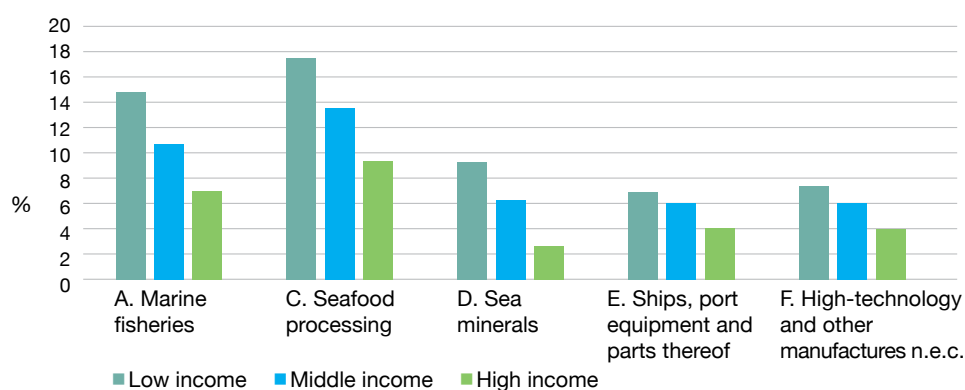 20
18
16
14
12
10
8
6
4
2
0
%
A. Marine
fisheries
C. Seafood
processing
D. Sea
minerals
E. Ships, port
equipment and
parts thereof
F. High-technology
and other
manufactures n.e.c.
Low income
Middle income
High income